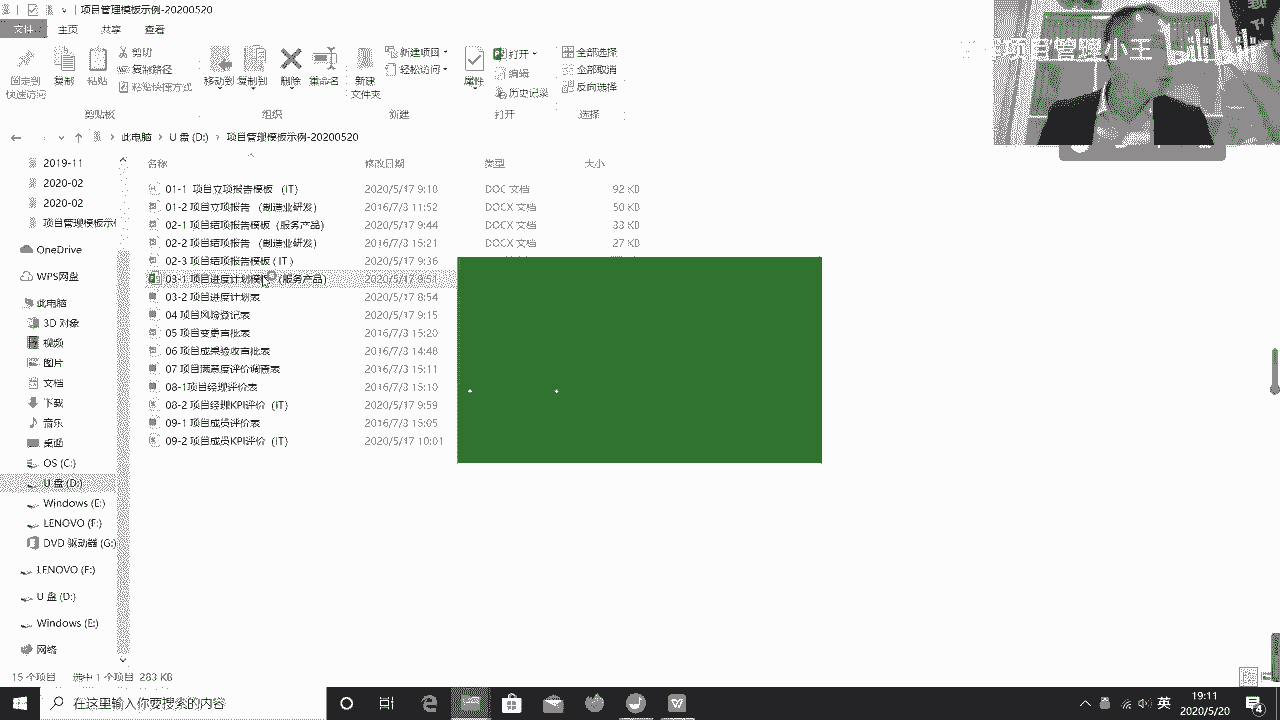 项目管理模板示例-20200520
文件 主页 共享 查看
固定到快速访问
复制
粘贴
剪切
复制路径
粘贴快捷方式
剪贴板
移动到 复制到 删除 重命名
组织
新建文件夹
新建项目
轻松访问
新建
属性
打开
编辑
历史记录
打开
全部选择
全部取消
反向选择
选择
此电脑 > U 盘 (D:) > 项目管理模板示例-20200520
名称 修改日期 类型 大小
01-1 项目立项报告模板 (IT) 2020/5/17 9:18 DOC 文档 92 KB
01-2 项目立项报告 (制造业研发) 2016/7/3 11:52 DOCX 文档 50 KB
02-1 项目结项报告模板 (服务产品) 2020/5/17 9:44 DOCX 文档 33 KB
02-2 项目结项报告 (制造业研发) 2016/7/3 15:21 DOCX 文档 27 KB
02-3 项目结项报告模板 ( IT ) 2020/5/17 9:36
03-1 项目进度计划模板 (服务产品)
03-2 项目进度计划表 2020/5/17 8:54
04 项目风险登记表 2020/5/17 9:15
05 项目变更审批表 2016/7/3 15:20
06 项目成果验收审批表 2016/7/3 14:48
07 项目满意度评价调查表 2016/7/3 15:11
08-1项目经理评价表 2016/7/3 15:10
08-2 项目经理KPI评价 (IT) 2020/5/17 9:59
09-1 项目成员评价表 2016/7/3 15:05
09-2 项目成员KPI评价 (IT) 2020/5/17 10:01
2019-11
2020-02
2020-02
项目管理模板示例
OneDrive
WPS网盘
此电脑
3D 对象
视频
图片
文档
下载
音乐
桌面
OS (C:)
U 盘 (D:)
Windows (E:)
LENOVO (F:)
DVD 驱动器 (G:)
LENOVO (F:)
U 盘 (D:)
Windows (E:)
网络
15 个项目 选中 1 个项目 283 KB
在这里输入你要搜索的内容
英
19:11
2020/5/20